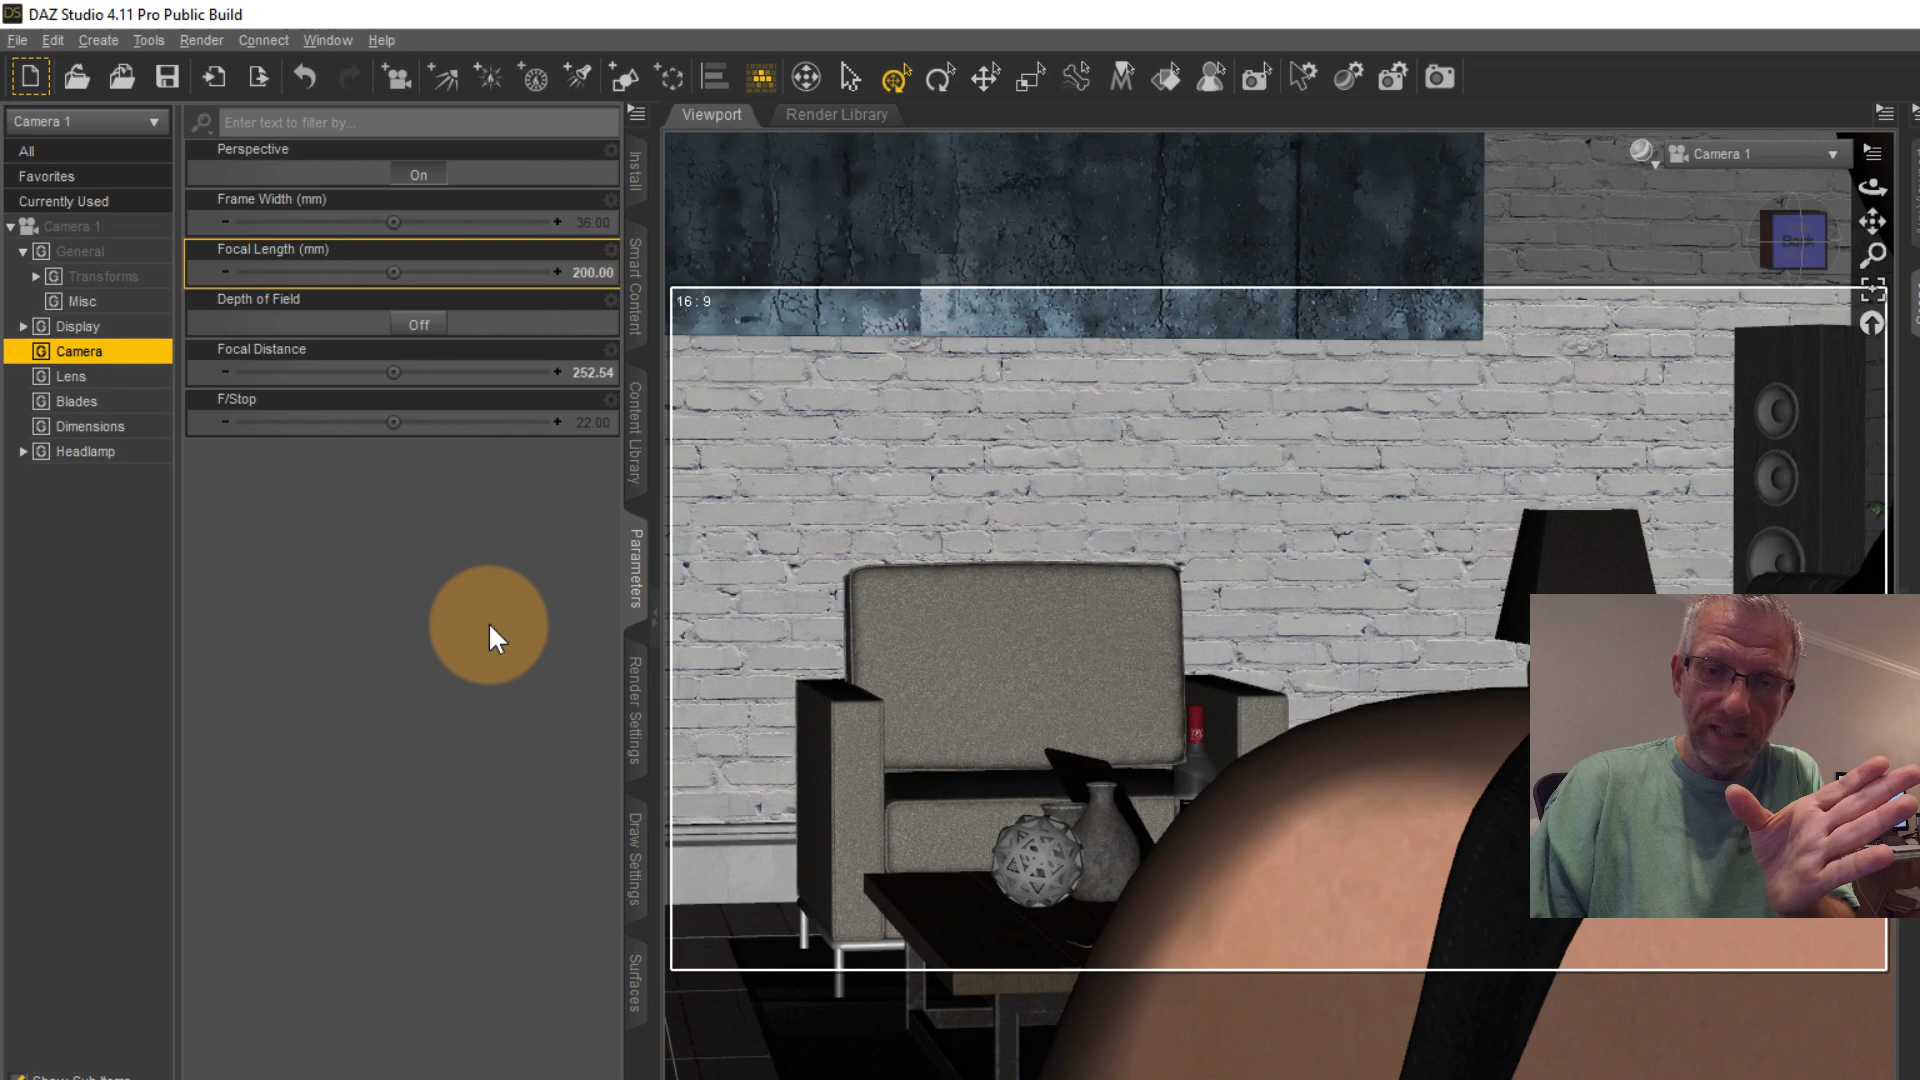 DAZ Studio 4.11 Pro Public Build
File Edit Create Tools Render Connect Window Help
Camera 1
Enter text to filter by...
All
Favorites
Currently Used
Camera 1
General
Transforms
Misc
Display
Camera
Lens
Blades
Dimensions
Headlamp
Perspective
On
Frame Width (mm)
- + 36.00
Focal Length (mm)
- + 200.00
Depth of Field
Off
Focal Distance
- + 252.54
F/Stop
- + 22.00
Install
Smart Content
Content Library
Parameters
Render Settings
Draw Settings
Surfaces
Viewport Render Library
Camera 1
Back
16 : 9